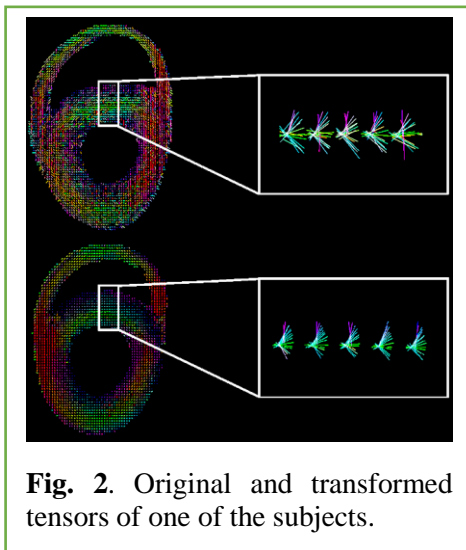 Fig. 2. Original and transformed
tensors of one of the subjects.